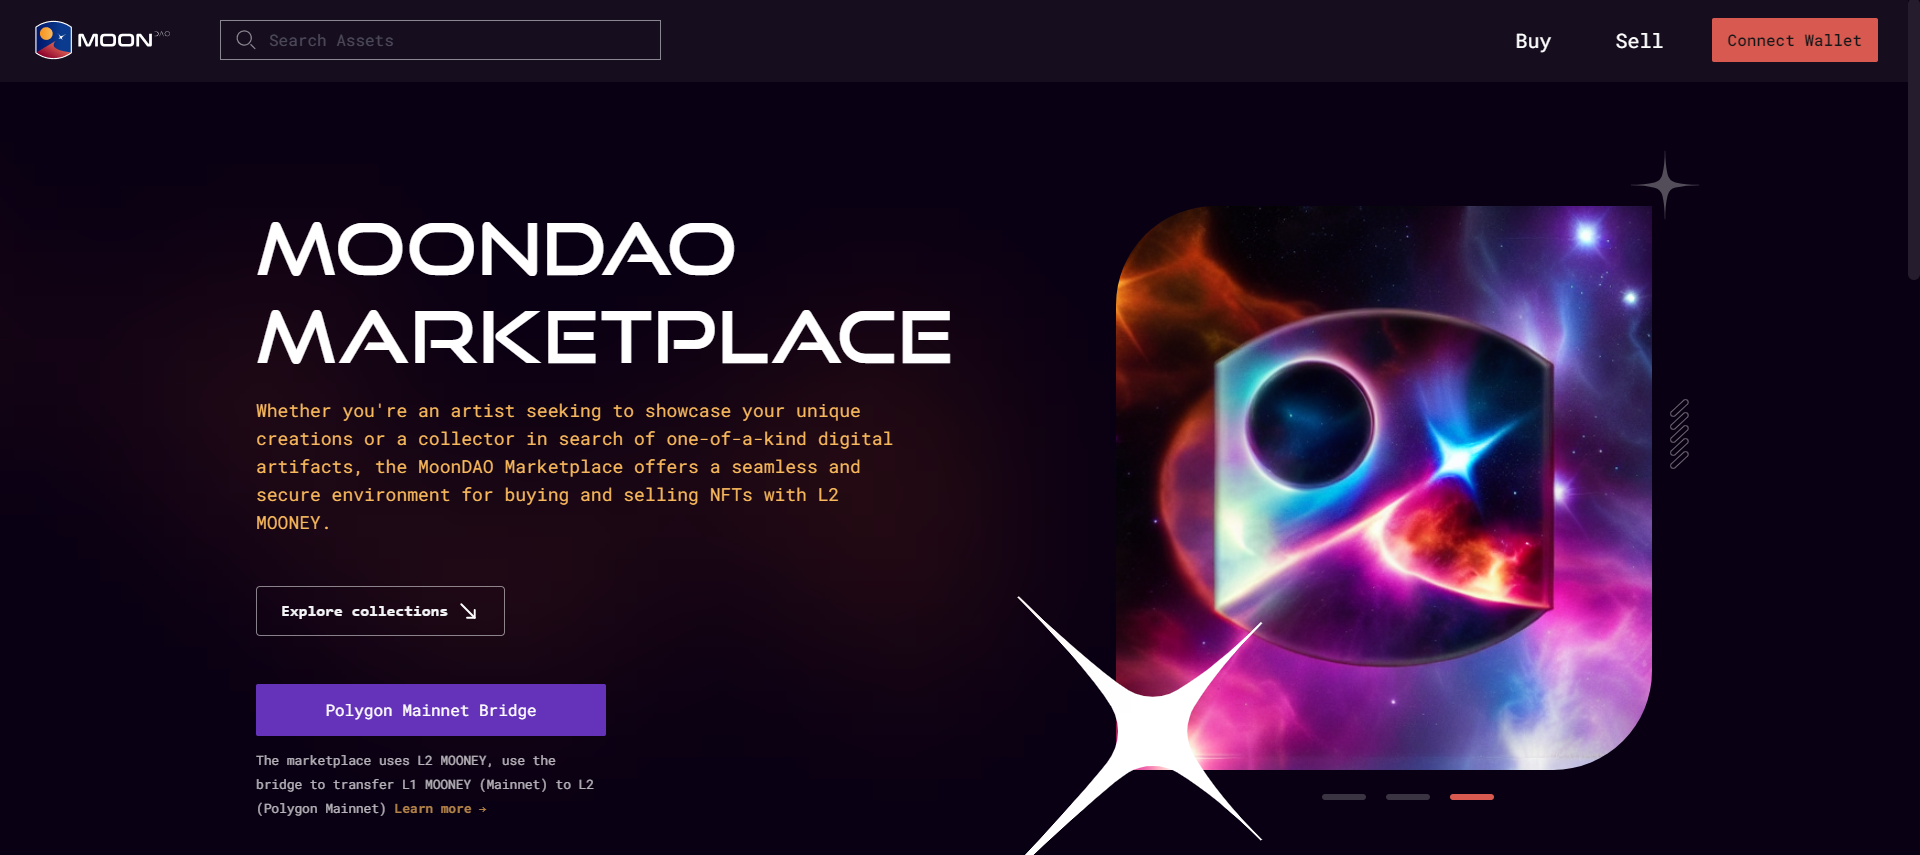 MOON DAO
Search Assets
Buy
Sell
Connect Wallet
MOONDAO
MARKETPLACE
Whether you're an artist seeking to showcase your unique
creations or a collector in search of one-of-a-kind digital
artifacts, the MoonDAO Marketplace offers a seamless and
secure environment for buying and selling NFTs with L2
MOONEY.
Explore collections
Polygon Mainnet Bridge
The marketplace uses L2 MOONEY, use the
bridge to transfer L1 MOONEY (Mainnet) to L2
(Polygon Mainnet) Learn more →